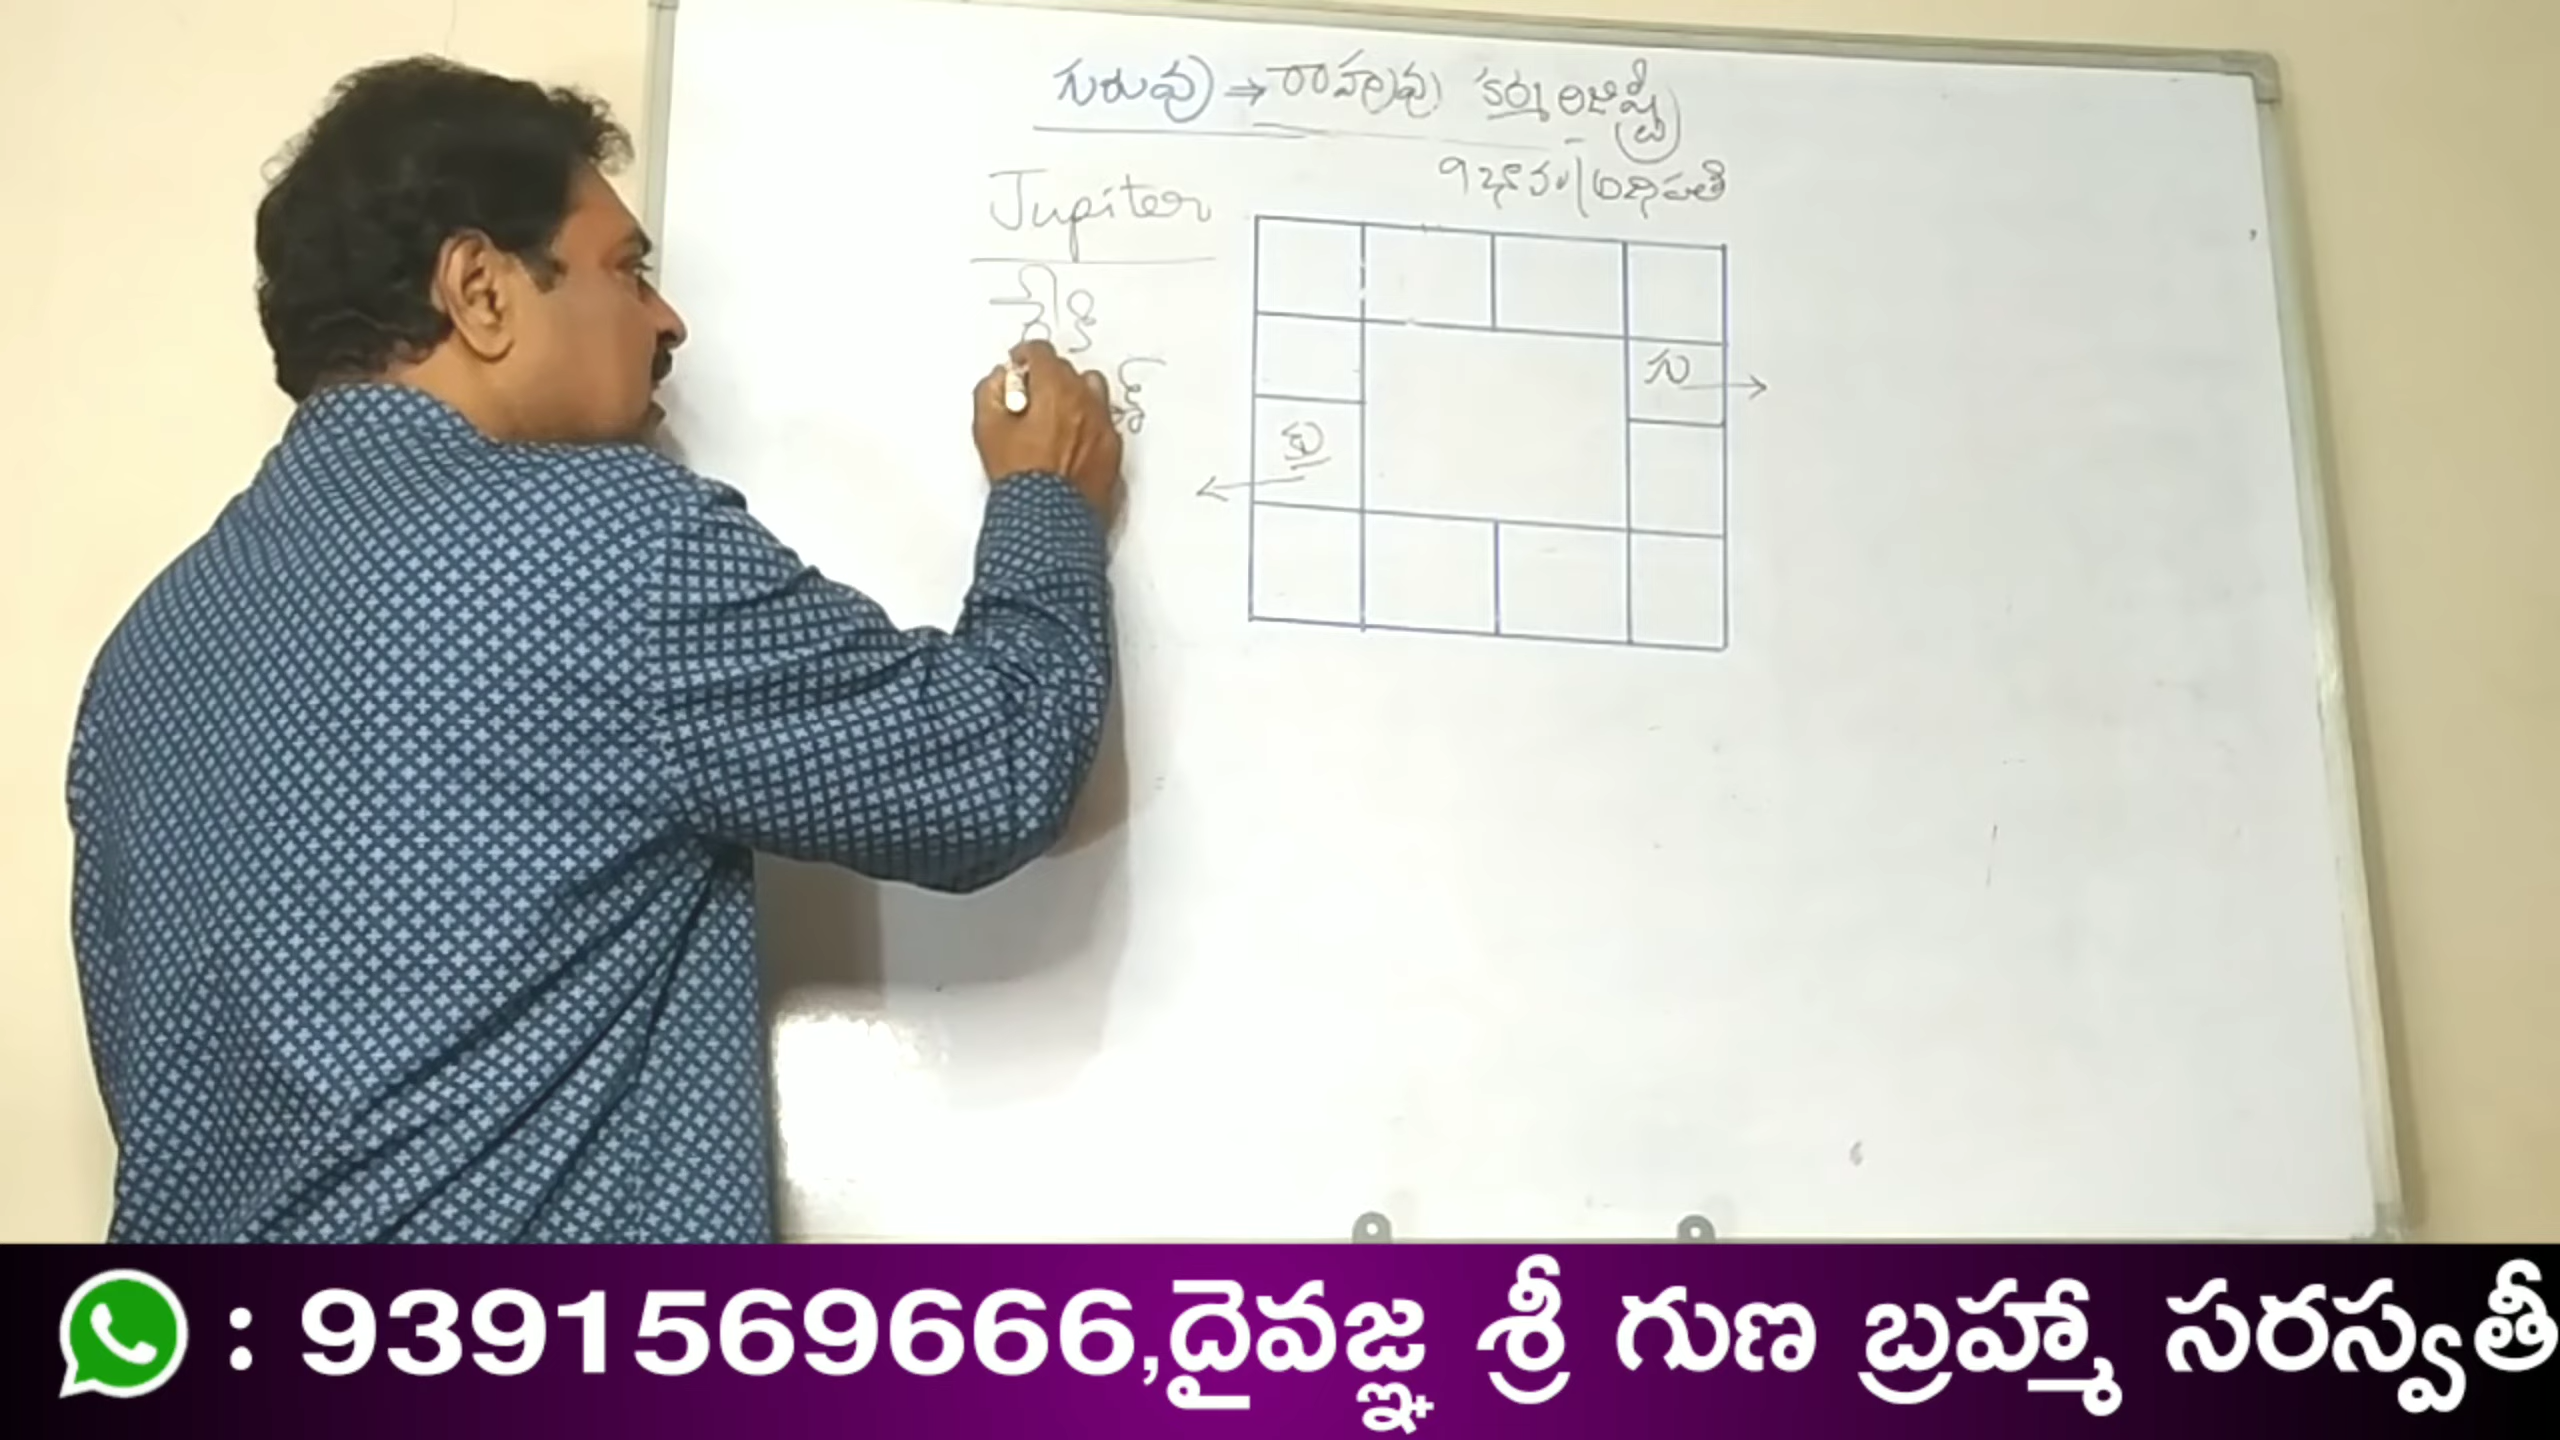 గురువు → రాహువు కర్మ రిజిస్ట్రీ
9 భావం | అధిపతి
Jupiter
గు
: 9391569666,దైవజ్ఞ శ్రీ గుణ బ్రహ్మా సరస్వతీ